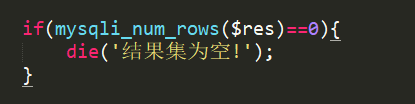 if(mysqli_num_rows($res)==0){
die('结果集为空!');
}